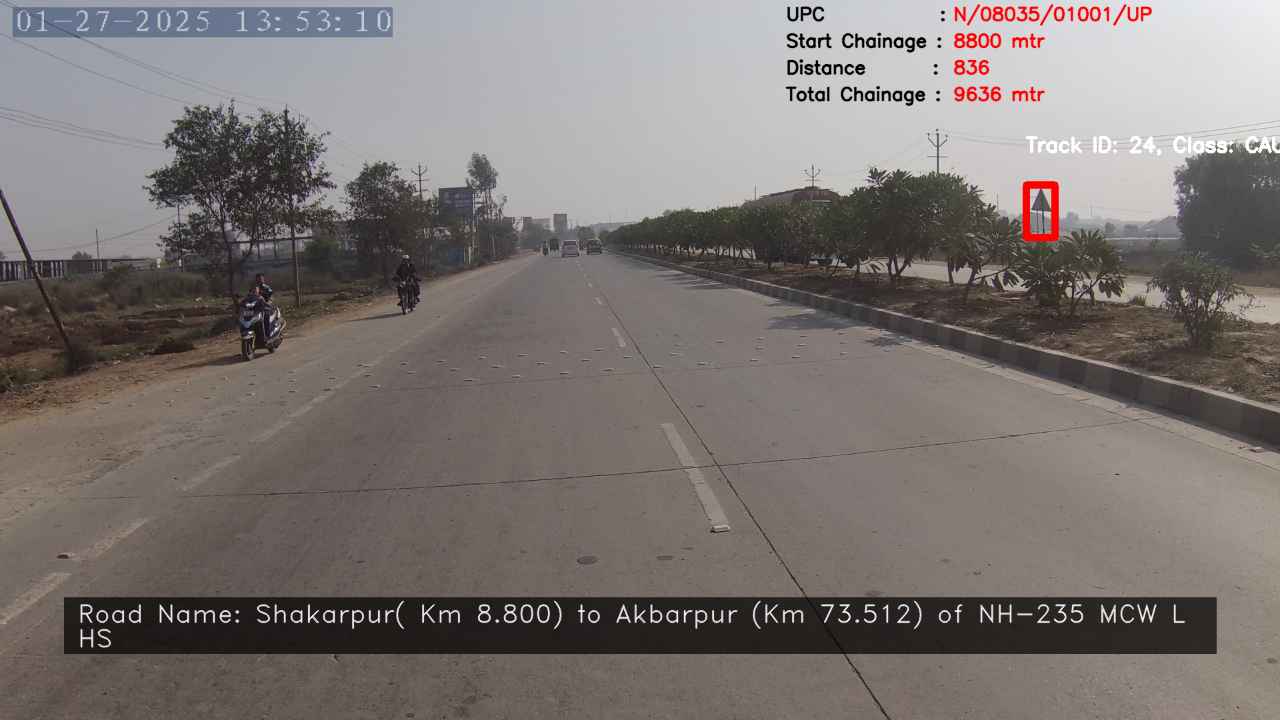 01-27-2025 13:53:10
UPC : N/08035/01001/UP
Start Chainage : 8800 mtr
Distance : 836
Total Chainage : 9636 mtr
Track ID: 24, Class: CAU
Road Name: Shakarpur( Km 8.800) to Akbarpur (Km 73.512) of NH-235 MCW L
HS